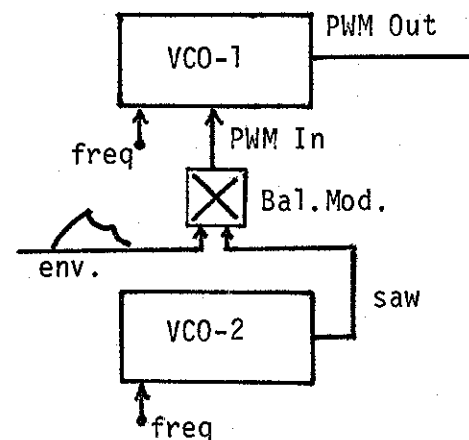 PWM Out
VCO-1
freq
PWM In
Bal.Mod.
env.
saw
VCO-2
freq